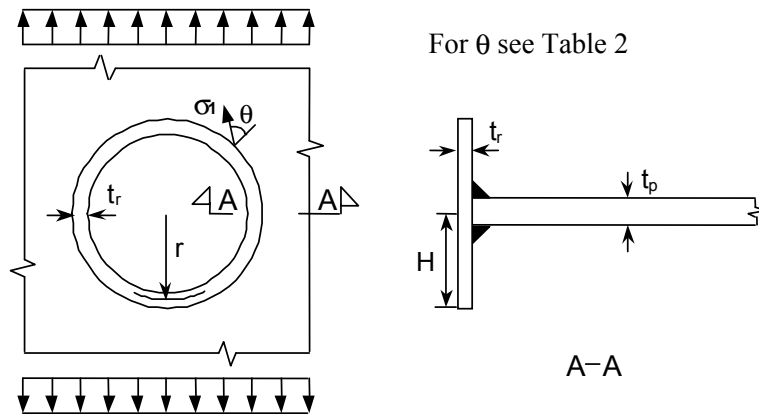 For θ see Table 2
σ1 θ
tr
A A
r
tr
tp
H
A–A